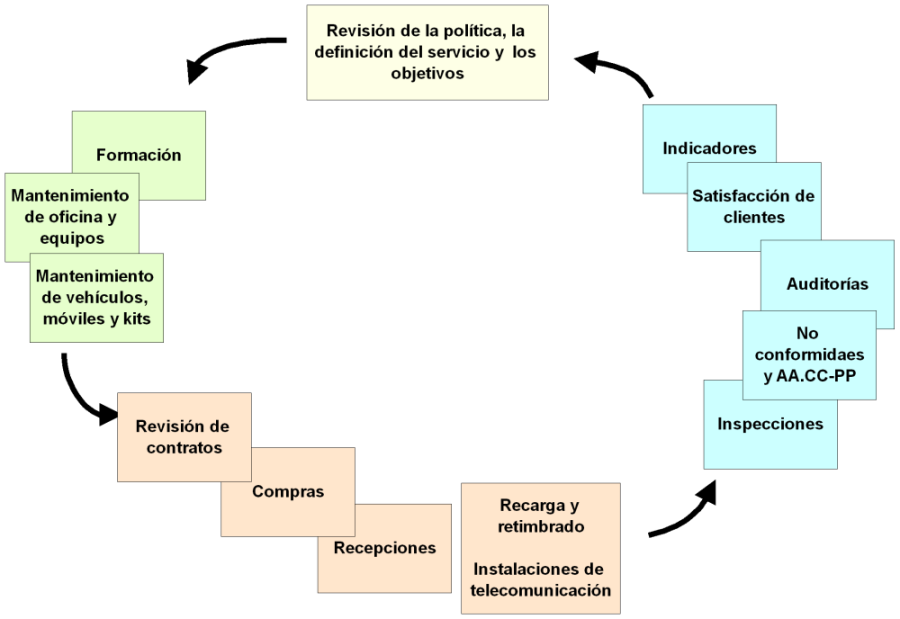 Revisión de la política, la
definición del servicio y los
objetivos
Formación
Mantenimiento
de oficina y
equipos
Mantenimiento
de vehículos,
móviles y kits
Revisión de
contratos
Compras
Recepciones
Recarga y
retimbrado
Instalaciones de
telecomunicación
Inspecciones
No
conformidaes
y AA.CC-PP
Auditorías
Satisfacción de
clientes
Indicadores